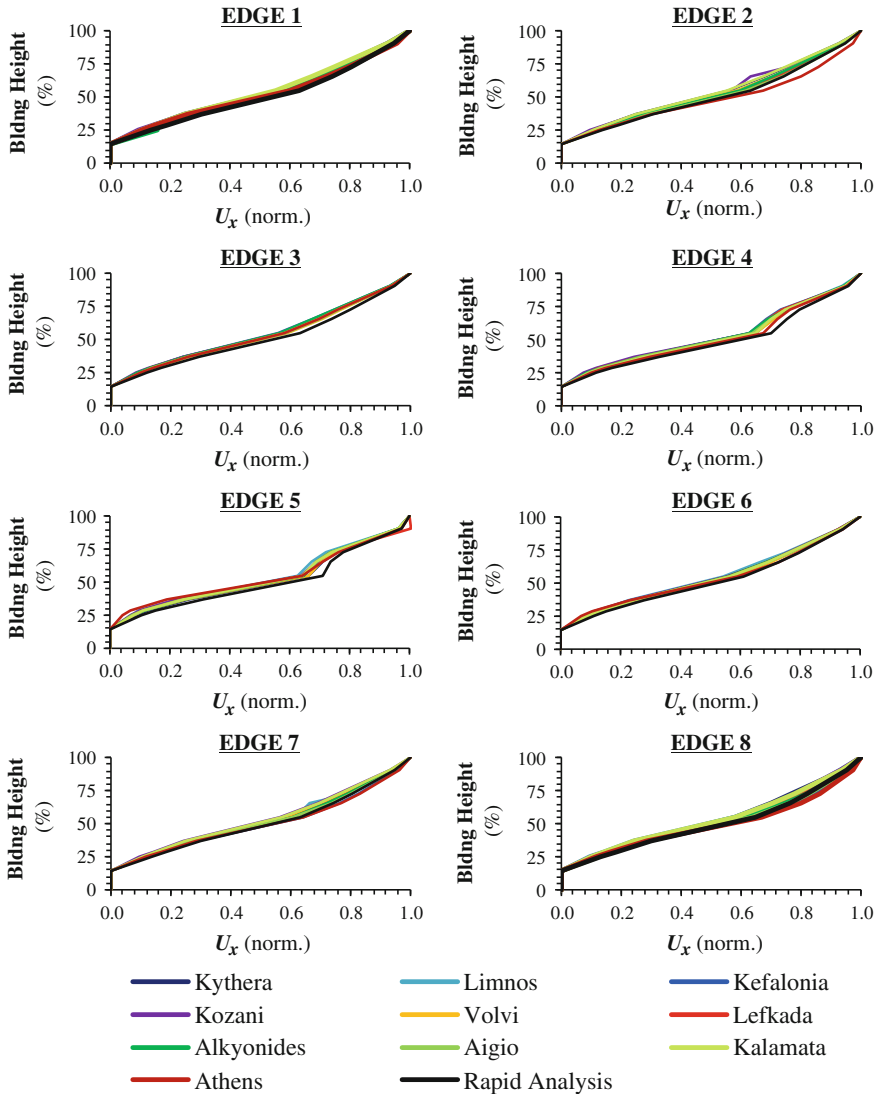 EDGE 1
Bldng Height
(%)
100
75
50
25
0
0.0 0.2 0.4 0.6 0.8 1.0
Ux (norm.)
EDGE 2
Bldng Height
(%)
100
75
50
25
0
0.0 0.2 0.4 0.6 0.8 1.0
Ux (norm.)
EDGE 3
Bldng Height
(%)
100
75
50
25
0
0.0 0.2 0.4 0.6 0.8 1.0
Ux (norm.)
EDGE 4
Bldng Height
(%)
100
75
50
25
0
0.0 0.2 0.4 0.6 0.8 1.0
Ux (norm.)
EDGE 5
Bldng Height
(%)
100
75
50
25
0
0.0 0.2 0.4 0.6 0.8 1.0
Ux (norm.)
EDGE 6
Bldng Height
(%)
100
75
50
25
0
0.0 0.2 0.4 0.6 0.8 1.0
Ux (norm.)
EDGE 7
Bldng Height
(%)
100
75
50
25
0
0.0 0.2 0.4 0.6 0.8 1.0
Ux (norm.)
EDGE 8
Bldng Height
(%)
100
75
50
25
0
0.0 0.2 0.4 0.6 0.8 1.0
Ux (norm.)
Kythera Limnos Kefalonia
Kozani Volvi Lefkada
Alkyonides Aigio Kalamata
Athens Rapid Analysis